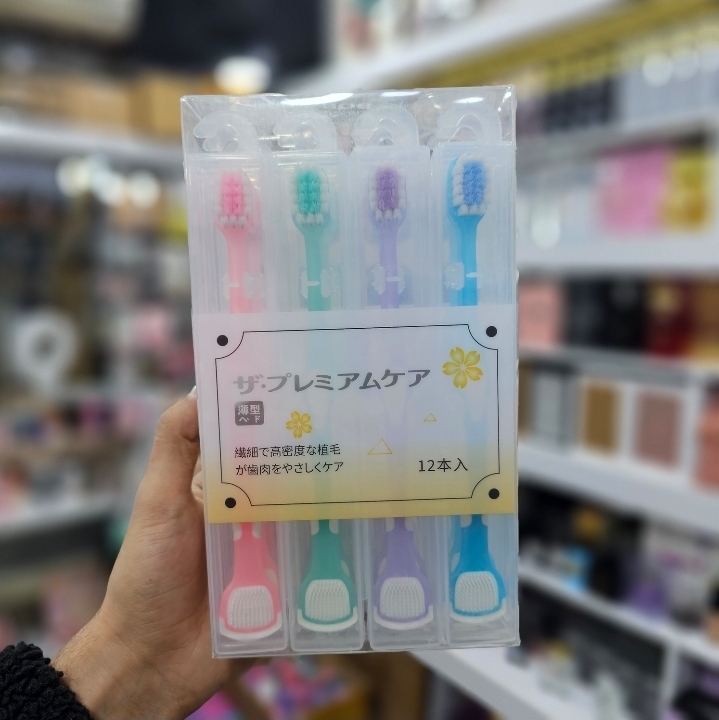 ザ·プレミアムケア
薄型
ヘッド
繊細で高密度な植毛
が歯肉をやさしくケア
12本入